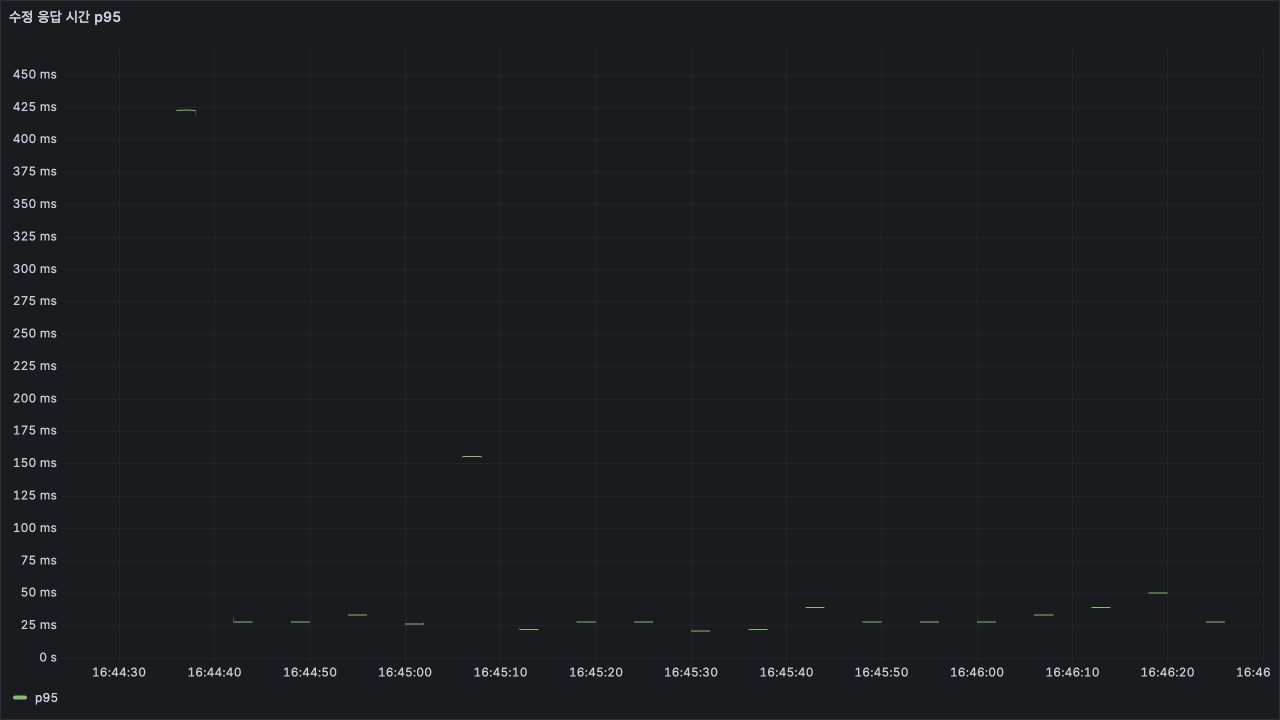 수정 응답 시간 p95
450 ms
425 ms
400 ms
375 ms
350 ms
325 ms
300 ms
275 ms
250 ms
225 ms
200 ms
175 ms
150 ms
125 ms
100 ms
75 ms
50 ms
25 ms
0 s
16:44:30 16:44:40 16:44:50 16:45:00 16:45:10 16:45:20 16:45:30 16:45:40 16:45:50 16:46:00 16:46:10 16:46:20 16:46
p95